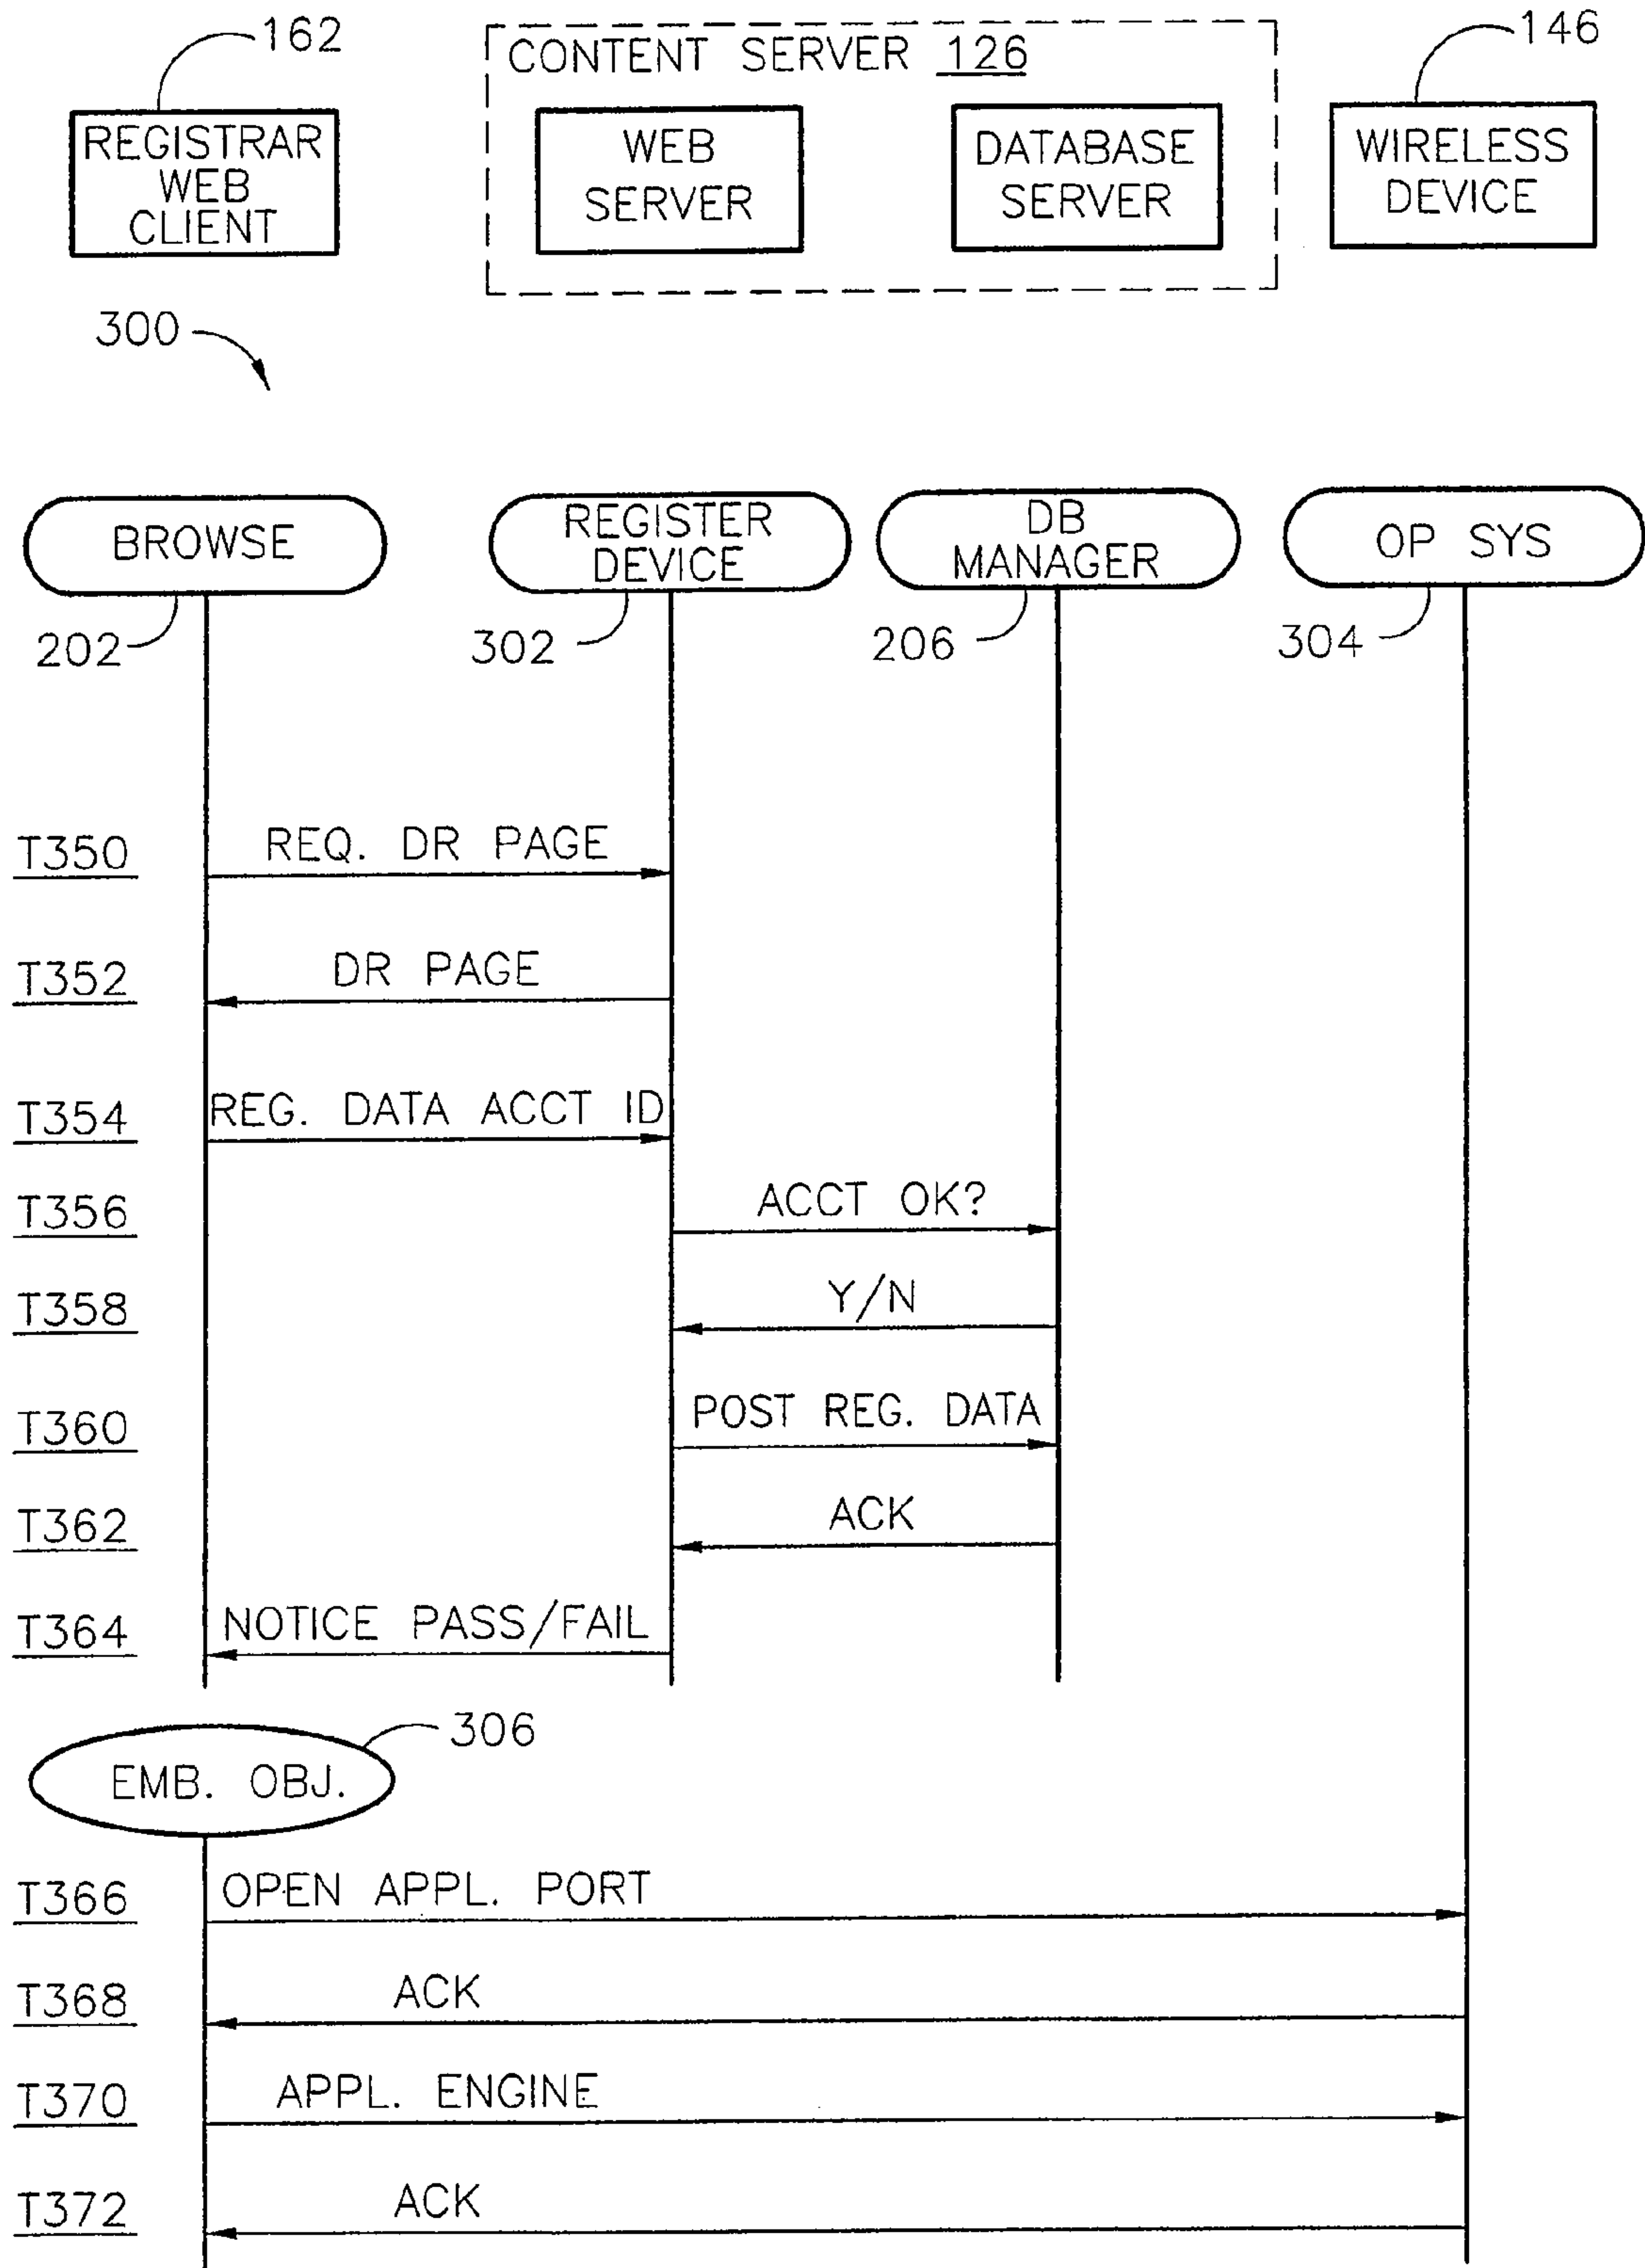 162
CONTENT SERVER 126
146
REGISTRAR
WEB
CLIENT
WEB
SERVER
DATABASE
SERVER
WIRELESS
DEVICE
300
BROWSE
REGISTER
DEVICE
DB
MANAGER
OP SYS
202
302
206
304
T350
REQ. DR PAGE
T352
DR PAGE
T354
REG. DATA ACCT ID
T356
ACCT OK?
T358
Y/N
T360
POST REG. DATA
T362
ACK
T364
NOTICE PASS/FAIL
306
EMB. OBJ.
T366
OPEN APPL. PORT
T368
ACK
T370
APPL. ENGINE
T372
ACK